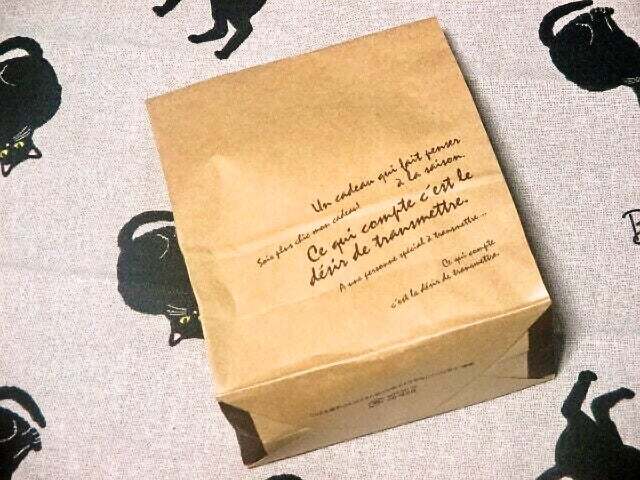 Un cadeau qui fait penser
à la saison.
Sois plus chic mon cadeau!
Ce qui compte c'est le
désir de transmettre.
A une personne spécial à transmettre...
Ce qui compte
c'est la désir de transmettre.